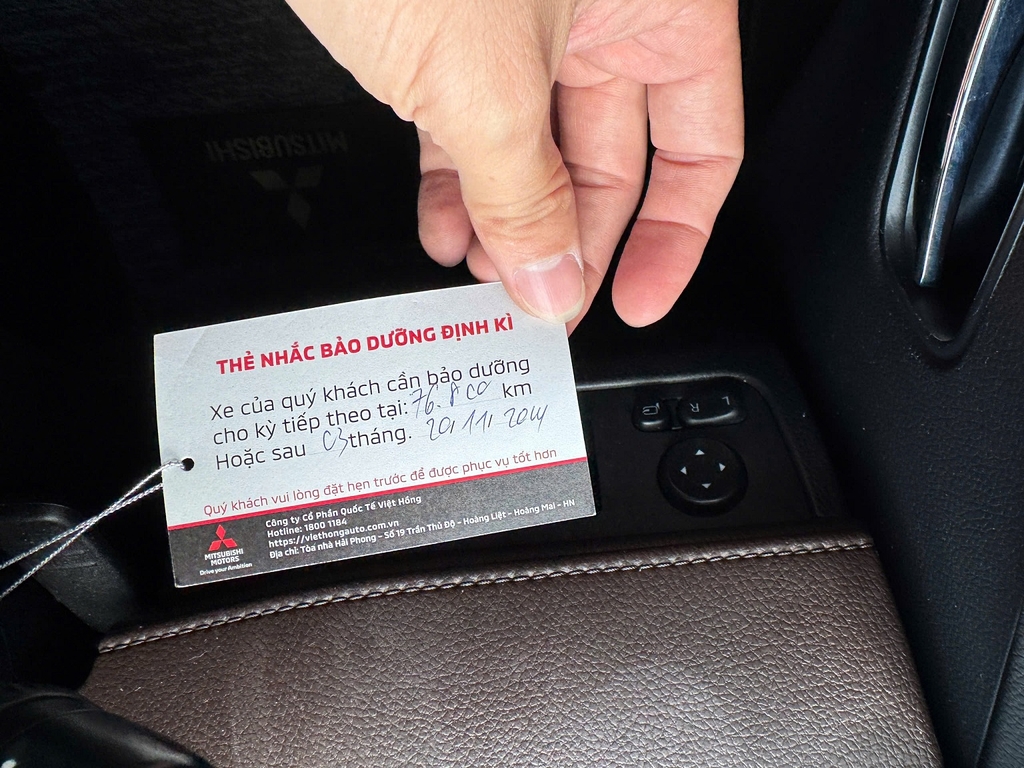 MITSUBISHI
THẺ NHẮC BẢO DƯỠNG ĐỊNH KÌ
Xe của quý khách cần bảo dưỡng
cho kỳ tiếp theo tại: 76.800 km
Hoặc sau 03 tháng. 20/11/2024
Quý khách vui lòng đặt hẹn trước để được phục vụ tốt hơn
MITSUBISHI
MOTORS
Drive your Ambition
Công ty Cổ Phần Quốc Tế Việt Hồng
Hotline: 1800 1184
https://viethongauto.com.vn
Địa chỉ: Tòa nhà Hải Phong - Số 19 Trần Thủ Độ - Hoàng Liệt - Hoàng Mai - HN
L R